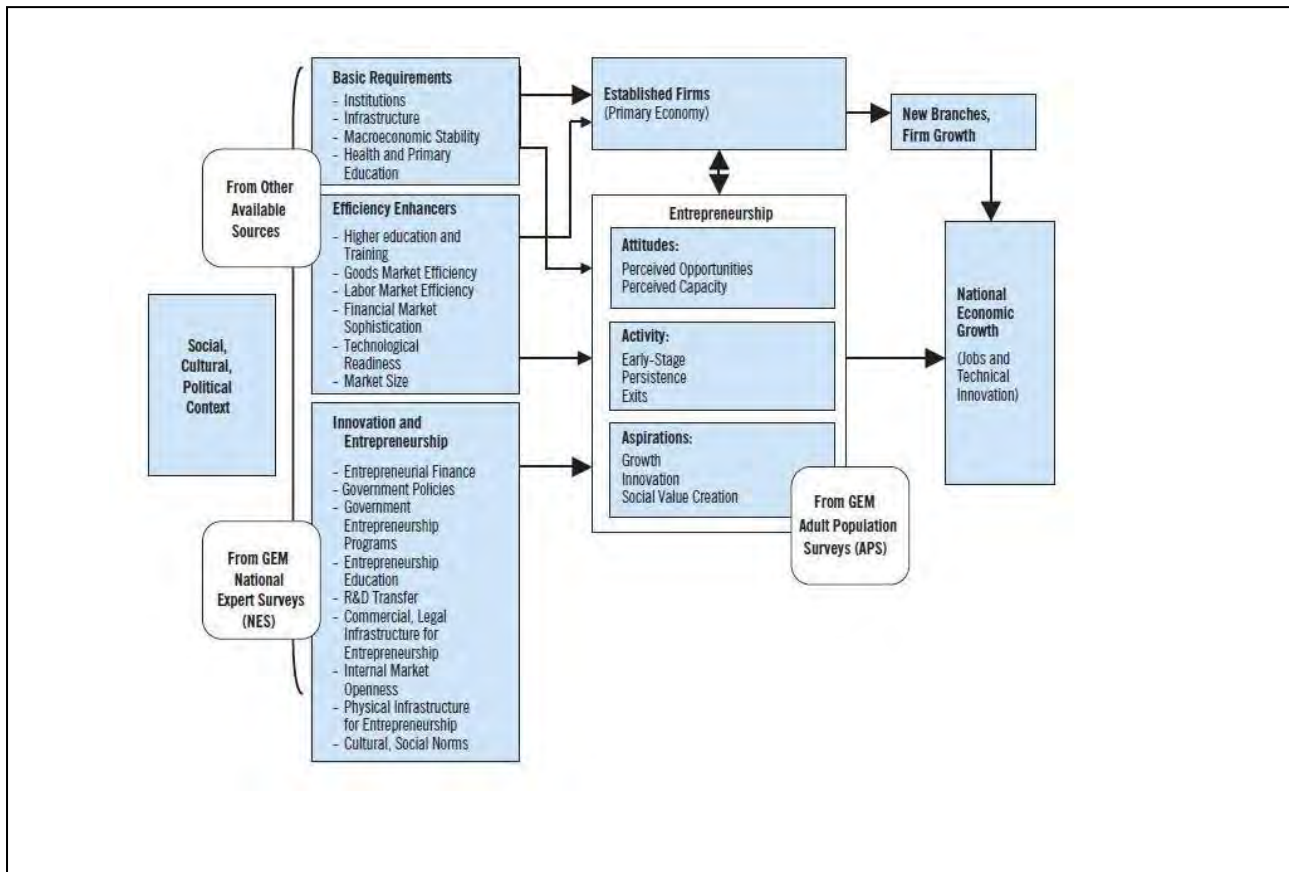 Social,
Cultural,
Political
Context
From Other
Available
Sources
From GEM
National
Expert Surveys
(NES)
Basic Requirements
- Institutions
- Infrastructure
- Macroeconomic Stability
- Health and Primary
Education
Efficiency Enhancers
- Higher education and
Training
- Goods Market Efficiency
- Labor Market Efficiency
- Financial Market
Sophistication
- Technological
Readiness
- Market Size
Innovation and
Entrepreneurship
- Entrepreneurial Finance
- Government Policies
- Government
Entrepreneurship
Programs
- Entrepreneurship
Education
- R&D Transfer
- Commercial, Legal
Infrastructure for
Entrepreneurship
- Internal Market
Openness
- Physical Infrastructure
for Entrepreneurship
- Cultural, Social Norms
Established Firms
(Primary Economy)
Entrepreneurship
Attitudes:
Perceived Opportunities
Perceived Capacity
Activity:
Early-Stage
Persistence
Exits
Aspirations:
Growth
Innovation
Social Value Creation
From GEM
Adult Population
Surveys (APS)
New Branches,
Firm Growth
National
Economic
Growth
(Jobs and
Technical
Innovation)